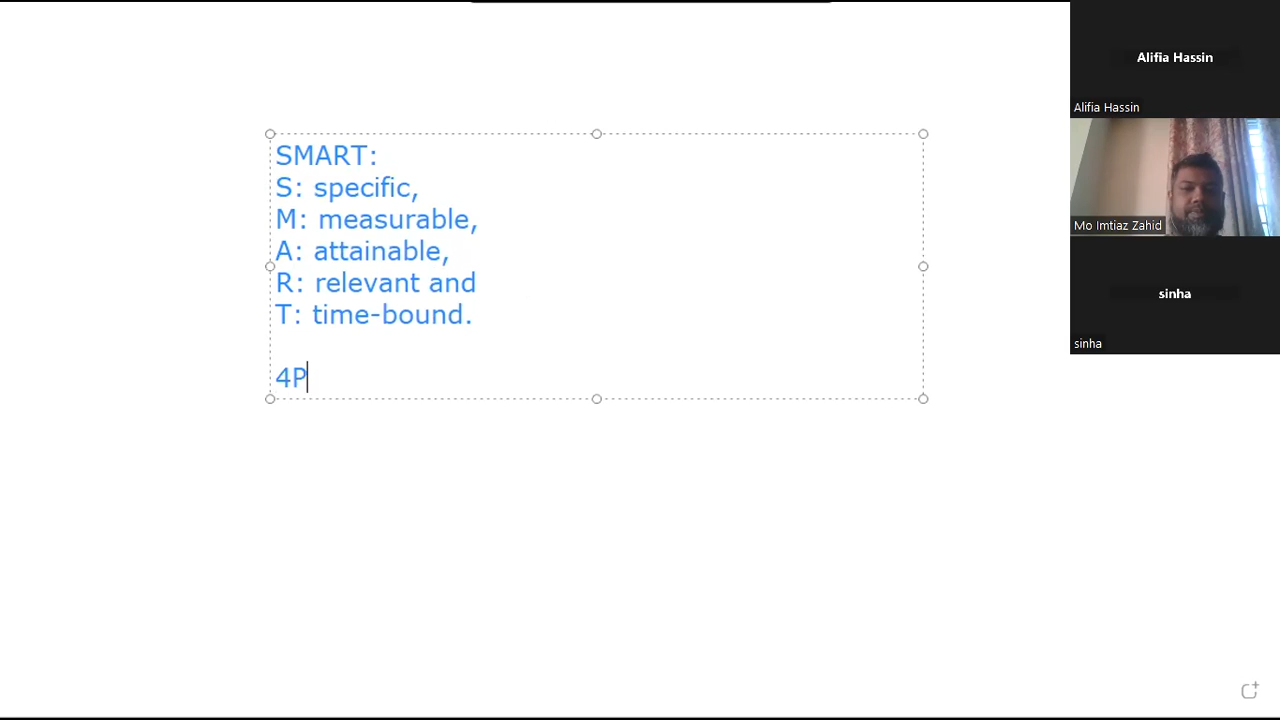 SMART:
S: specific,
M: measurable,
A: attainable,
R: relevant and
T: time-bound.
4P
Alifia Hassin
Alifia Hassin
Mo Imtiaz Zahid
sinha
sinha